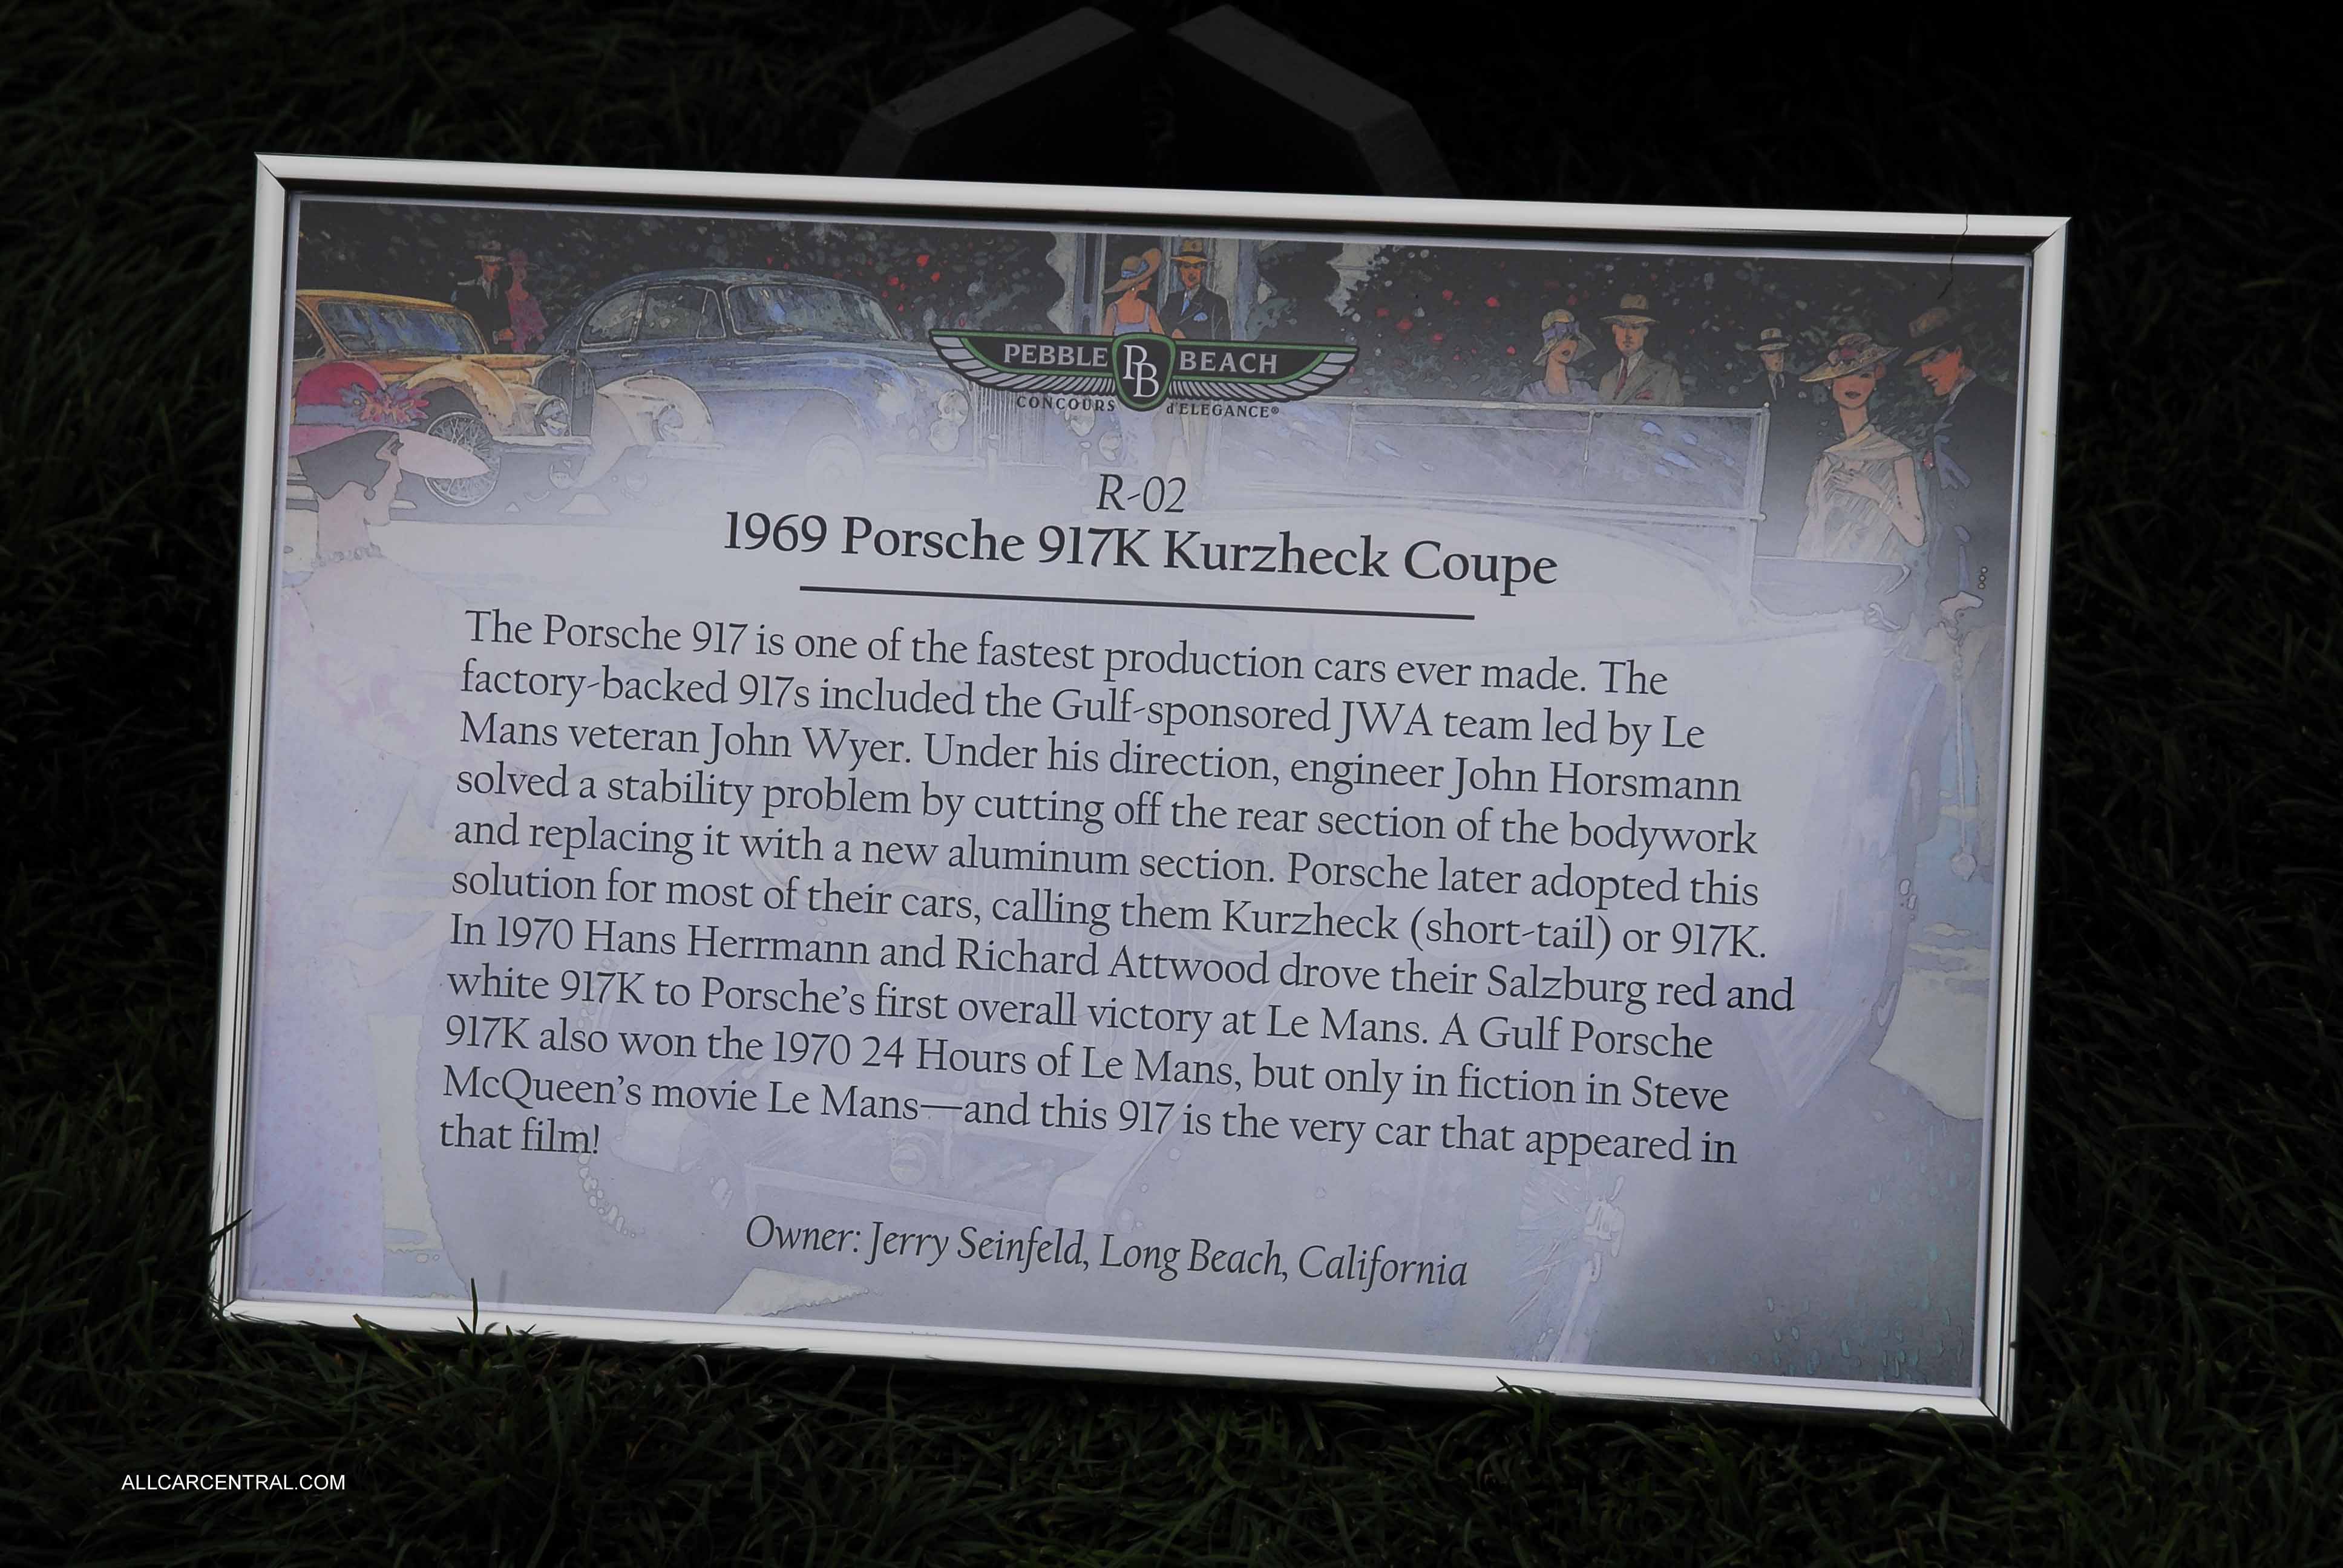 PEBBLE PB BEACH
CONCOURS d'ELEGANCE®
R-02
1969 Porsche 917K Kurzheck Coupe
The Porsche 917 is one of the fastest production cars ever made. The
factory-backed 917s included the Gulf-sponsored JWA team led by Le
Mans veteran John Wyer. Under his direction, engineer John Horsmann
solved a stability problem by cutting off the rear section of the bodywork
and replacing it with a new aluminum section. Porsche later adopted this
solution for most of their cars, calling them Kurzheck (short-tail) or 917K.
In 1970 Hans Herrmann and Richard Attwood drove their Salzburg red and
white 917K to Porsche's first overall victory at Le Mans. A Gulf Porsche
917K also won the 1970 24 Hours of Le Mans, but only in fiction in Steve
McQueen's movie Le Mans—and this 917 is the very car that appeared in
that film!
Owner: Jerry Seinfeld, Long Beach, California
ALLCARCENTRAL.COM